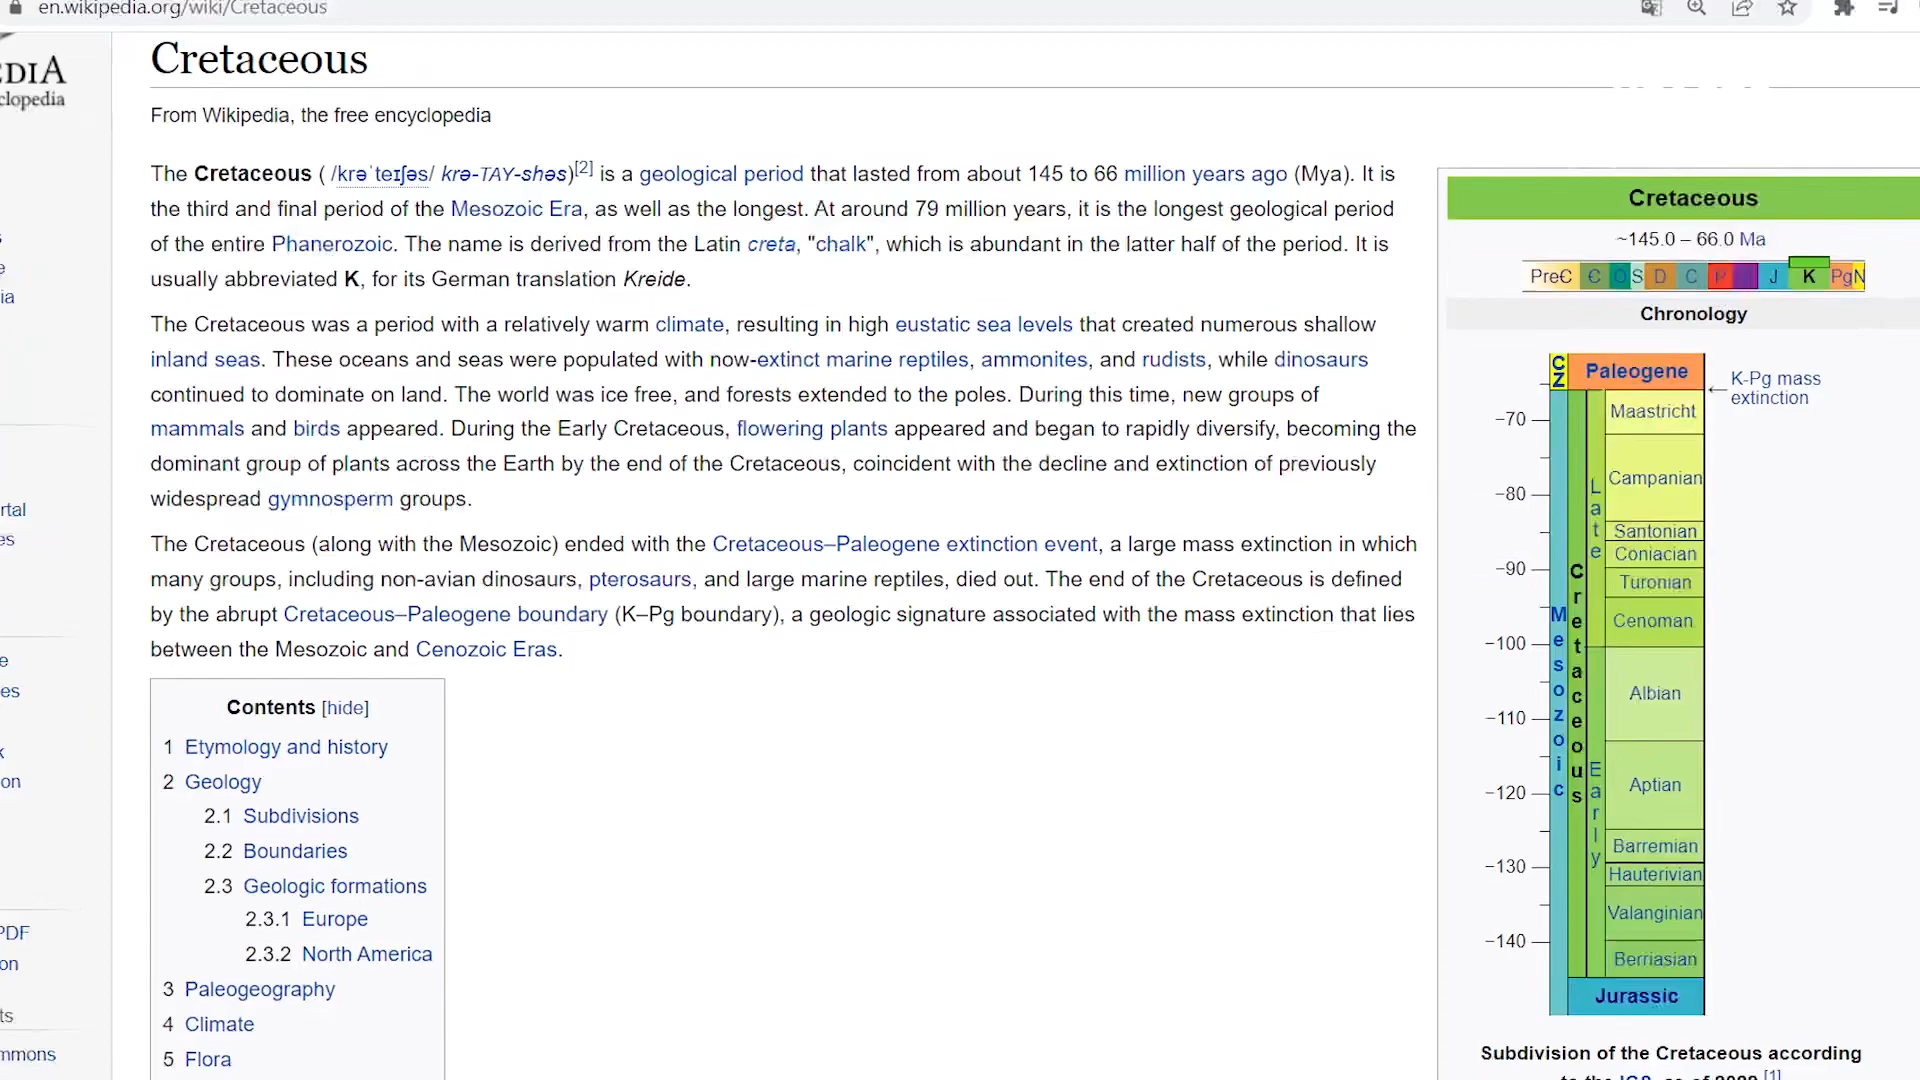 en.wikipedia.org/wiki/Cretaceous
EDIA
clopedia
Cretaceous
From Wikipedia, the free encyclopedia
The Cretaceous ( /krəˈteɪʃəs/ krə-TAY-shəs)[2] is a geological period that lasted from about 145 to 66 million years ago (Mya). It is
the third and final period of the Mesozoic Era, as well as the longest. At around 79 million years, it is the longest geological period
of the entire Phanerozoic. The name is derived from the Latin creta, "chalk", which is abundant in the latter half of the period. It is
usually abbreviated K, for its German translation Kreide.
The Cretaceous was a period with a relatively warm climate, resulting in high eustatic sea levels that created numerous shallow
inland seas. These oceans and seas were populated with now-extinct marine reptiles, ammonites, and rudists, while dinosaurs
continued to dominate on land. The world was ice free, and forests extended to the poles. During this time, new groups of
mammals and birds appeared. During the Early Cretaceous, flowering plants appeared and began to rapidly diversify, becoming the
dominant group of plants across the Earth by the end of the Cretaceous, coincident with the decline and extinction of previously
widespread gymnosperm groups.
The Cretaceous (along with the Mesozoic) ended with the Cretaceous–Paleogene extinction event, a large mass extinction in which
many groups, including non-avian dinosaurs, pterosaurs, and large marine reptiles, died out. The end of the Cretaceous is defined
by the abrupt Cretaceous–Paleogene boundary (K–Pg boundary), a geologic signature associated with the mass extinction that lies
between the Mesozoic and Cenozoic Eras.
Contents [hide]
1 Etymology and history
2 Geology
2.1 Subdivisions
2.2 Boundaries
2.3 Geologic formations
2.3.1 Europe
2.3.2 North America
3 Paleogeography
4 Climate
5 Flora
e
ia
rtal
es
e
es
k
on
PDF
on
ts
mmons
Cretaceous
~145.0 – 66.0 Ma
PreꞒ Ꞓ O S D C P J K Pg N
Chronology
CZ
Paleogene
← K-Pg mass
extinction
Mesozoic
Cretaceous
Late
Early
−70
−80
−90
−100
−110
−120
−130
−140
Maastricht
Campanian
Santonian
Coniacian
Turonian
Cenoman.
Albian
Aptian
Barremian
Hauterivian
Valanginian
Berriasian
Jurassic
Subdivision of the Cretaceous according
[1]